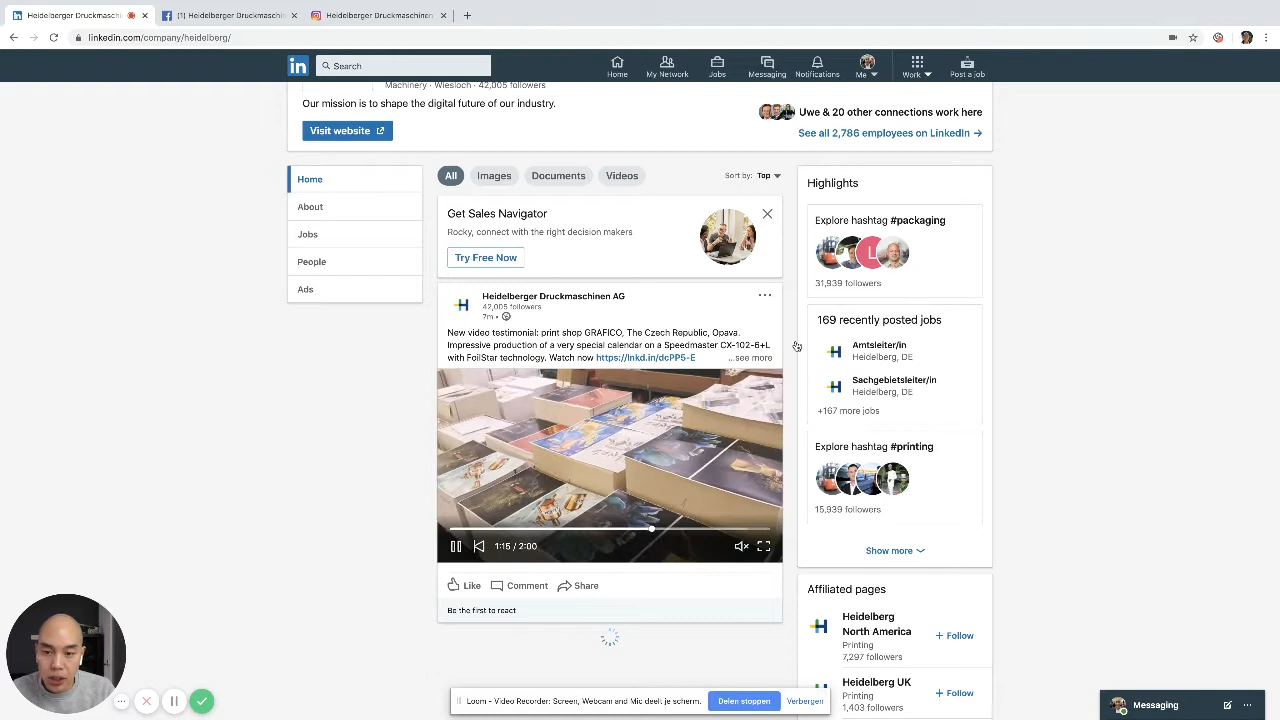 Heidelberger Druckmaschin
(1) Heidelberger Druckmaschin
Heidelberger Druckmaschinen
linkedin.com/company/heidelberg/
in
Search
Home
My Network
Jobs
Messaging
Notifications
Me
Work
Post a job
Machinery · Wiesloch · 42,005 followers
Our mission is to shape the digital future of our industry.
Visit website
Uwe & 20 other connections work here
See all 2,786 employees on LinkedIn →
Home
About
Jobs
People
Ads
All
Images
Documents
Videos
Sort by: Top
Get Sales Navigator
Rocky, connect with the right decision makers
Try Free Now
Heidelberger Druckmaschinen AG
42,005 followers
7m •
New video testimonial: print shop GRAFICO, The Czech Republic, Opava.
Impressive production of a very special calendar on a Speedmaster CX-102-6+L
with FoilStar technology. Watch now https://lnkd.in/dcPP5-E
...see more
1:15 / 2:00
Like
Comment
Share
Be the first to react
Highlights
Explore hashtag #packaging
L
31,939 followers
169 recently posted jobs
Amtsleiter/in
Heidelberg, DE
Sachgebietsleiter/in
Heidelberg, DE
+167 more jobs
Explore hashtag #printing
15,939 followers
Show more
Affiliated pages
Heidelberg
North America
Printing
7,297 followers
+ Follow
Heidelberg UK
Printing
1,403 followers
+ Follow
Loom - Video Recorder: Screen, Webcam and Mic deelt je scherm.
Delen stoppen
Verbergen
Messaging